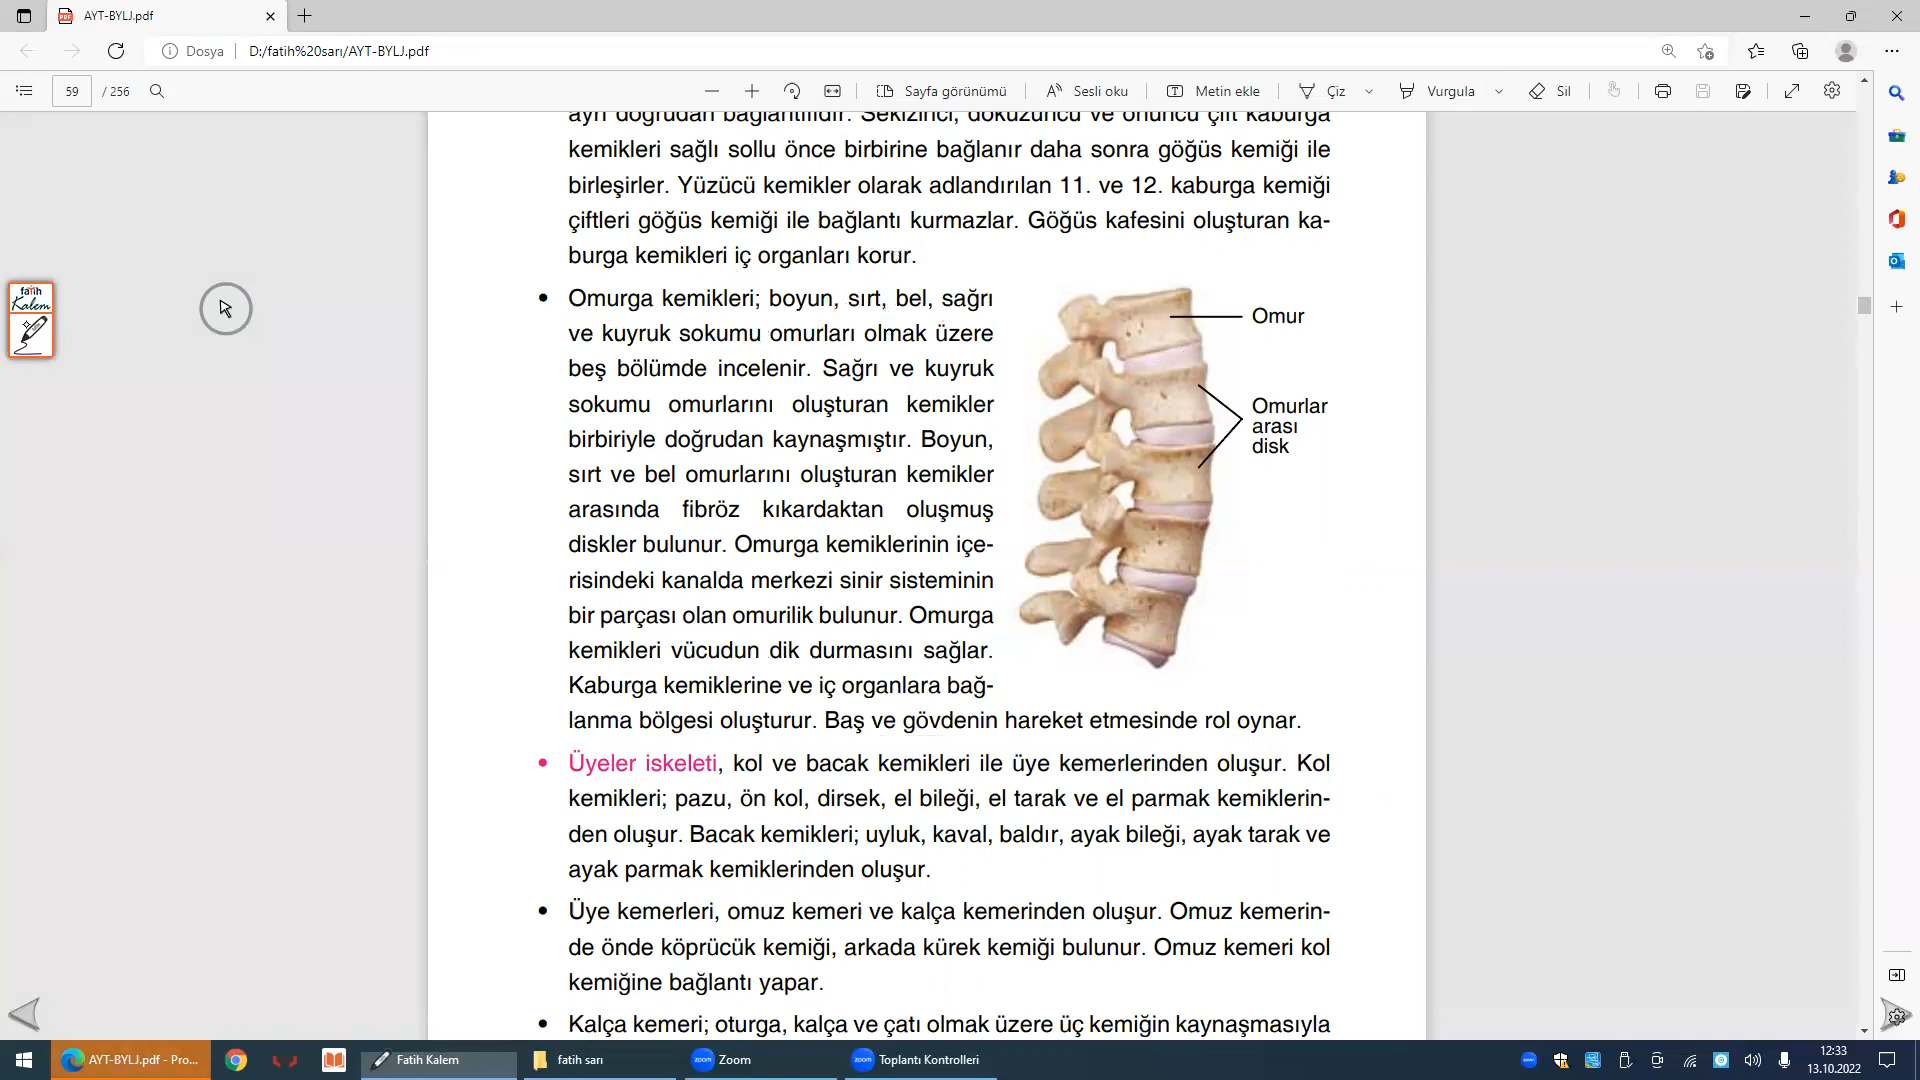 AYT-BYLJ.pdf
Dosya
D:/fatih%20sarı/AYT-BYLJ.pdf
59 / 256
Sayfa görünümü
Sesli oku
Metin ekle
Çiz
Vurgula
Sil
ayrı doğrudan bağlantılıdır. Sekizinci, dokuzuncu ve onuncu çift kaburga
kemikleri sağlı sollu önce birbirine bağlanır daha sonra göğüs kemiği ile
birleşirler. Yüzücü kemikler olarak adlandırılan 11. ve 12. kaburga kemiği
çiftleri göğüs kemiği ile bağlantı kurmazlar. Göğüs kafesini oluşturan ka-
burga kemikleri iç organları korur.
• Omurga kemikleri; boyun, sırt, bel, sağrı
ve kuyruk sokumu omurları olmak üzere
beş bölümde incelenir. Sağrı ve kuyruk
sokumu omurlarını oluşturan kemikler
birbiriyle doğrudan kaynaşmıştır. Boyun,
sırt ve bel omurlarını oluşturan kemikler
arasında fibröz kıkardaktan oluşmuş
diskler bulunur. Omurga kemiklerinin içe-
risindeki kanalda merkezi sinir sisteminin
bir parçası olan omurilik bulunur. Omurga
kemikleri vücudun dik durmasını sağlar.
Kaburga kemiklerine ve iç organlara bağ-
lanma bölgesi oluşturur. Baş ve gövdenin hareket etmesinde rol oynar.
Omur
Omurlar
arası
disk
• Üyeler iskeleti, kol ve bacak kemikleri ile üye kemerlerinden oluşur. Kol
kemikleri; pazu, ön kol, dirsek, el bileği, el tarak ve el parmak kemiklerin-
den oluşur. Bacak kemikleri; uyluk, kaval, baldır, ayak bileği, ayak tarak ve
ayak parmak kemiklerinden oluşur.
• Üye kemerleri, omuz kemeri ve kalça kemerinden oluşur. Omuz kemerin-
de önde köprücük kemiği, arkada kürek kemiği bulunur. Omuz kemeri kol
kemiğine bağlantı yapar.
• Kalça kemeri; oturga, kalça ve çatı olmak üzere üç kemiğin kaynaşmasıyla
fatih
Kalem
AYT-BYLJ.pdf - Pro...
Fatih Kalem
fatih sarı
zoom Zoom
zoom Toplantı Kontrolleri
12:33
13.10.2022